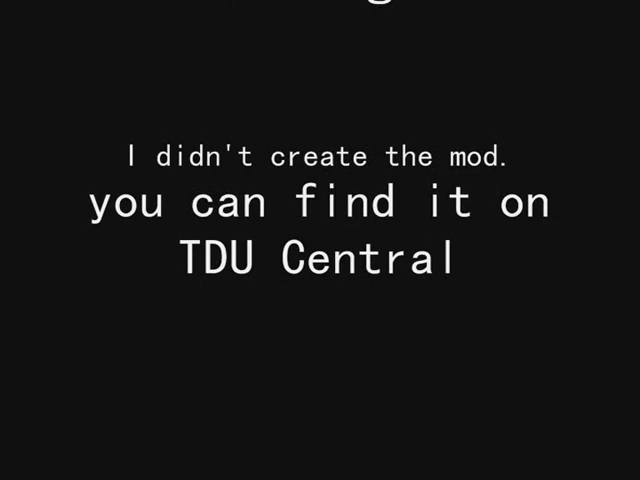 I didn't create the mod.
you can find it on
TDU Central